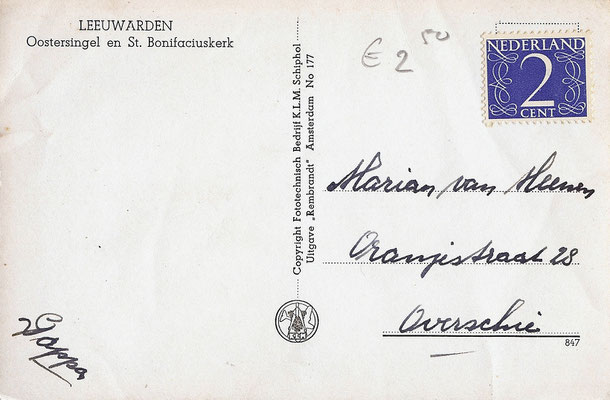 LEEUWARDEN
Oostersingel en St. Bonifaciuskerk
Copyright Fototechnisch Bedrijf K.L.M. Schiphol
Uitgave „Rembrandt" Amsterdam No 177
€ 2 50
NEDERLAND
2
CENT
Marian van Heenen
Oranjestraat 28
Overschie
847